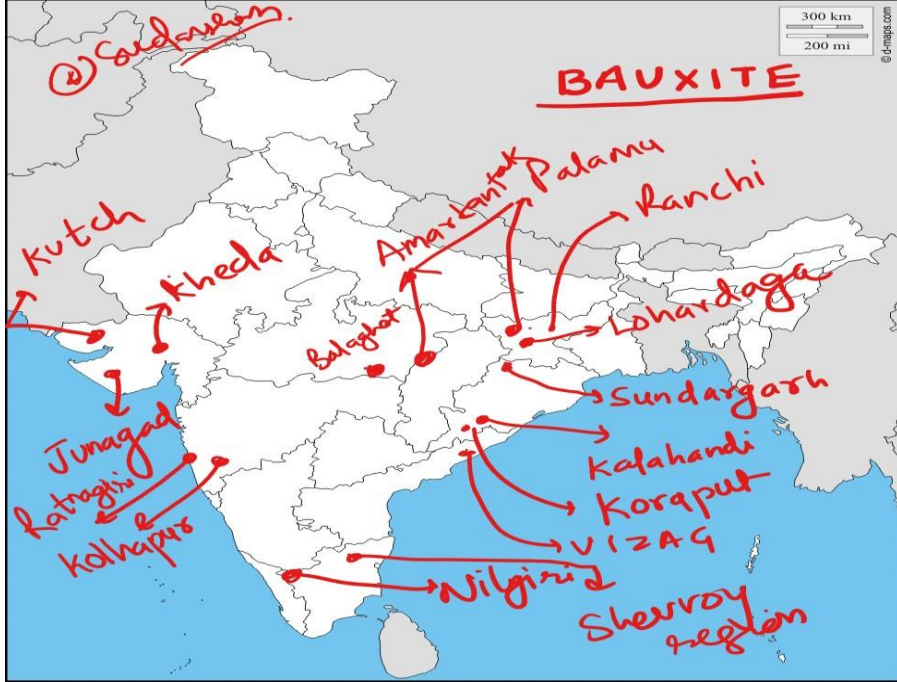 300 km
200 mi
© d-maps.com
Sudarshan
BAUXITE
Kutch
Kheda
Amarkantak
Palamu
Ranchi
Lohardaga
Balaghat
Sundargarh
Junagad
Ratnagiri
Kolhapur
Kalahandi
Koraput
VIZAG
Nilgiri
Shevroy
region